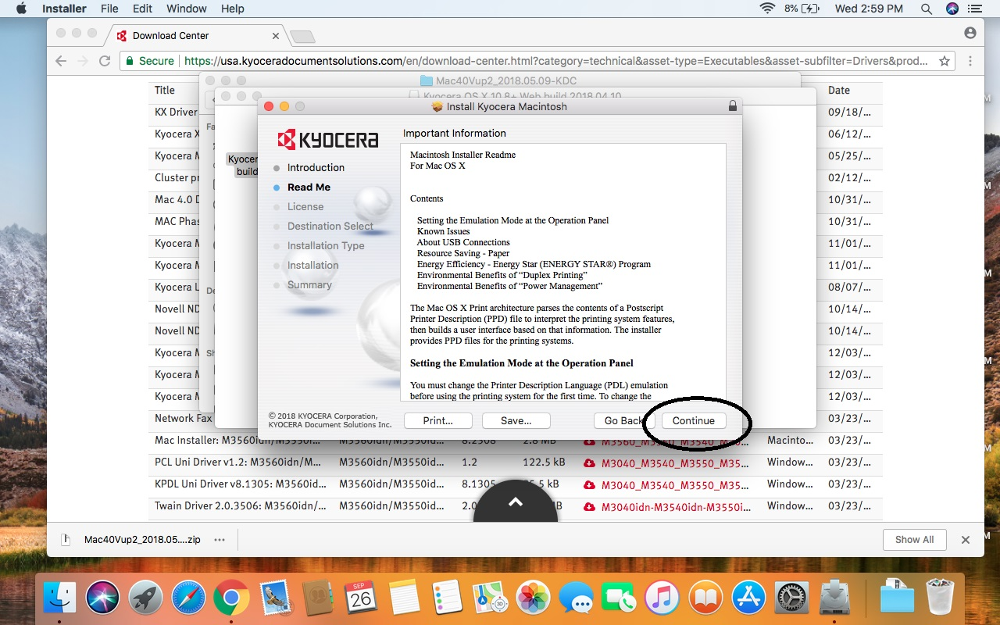 Installer File Edit Window Help 8% Wed 2:59 PM
Download Center
Secure https://usa.kyoceradocumentsolutions.com/en/download-center.html?category=technical&asset-type=Executables&asset-subfilter=Drivers&prod...
Mac40Vup2_2018.05.09-KDC
Kyocera OS X 10.8+ Web build 2018.04.10
Install Kyocera Macintosh
Title Date
KX Driver 09/18/...
Kyocera X 06/12/...
Kyocera M 05/25/...
Cluster pr 02/12/...
Mac 4.0 D 10/31/...
MAC Phas 10/31/...
Kyocera M 11/01/...
Kyocera M 11/01/...
Kyocera L 08/07/...
Novell ND 10/14/...
Novell ND 10/14/...
Kyocera M 12/03/...
Kyocera M 12/03/...
Kyocera M 12/03/...
Network Fax 03/23/...
Fa
De
Sh
Kyocer
build
KYOCERA
Introduction
Read Me
License
Destination Select
Installation Type
Installation
Summary
© 2018 KYOCERA Corporation,
KYOCERA Document Solutions Inc.
Important Information
Macintosh Installer Readme
For Mac OS X
Contents
Setting the Emulation Mode at the Operation Panel
Known Issues
About USB Connections
Resource Saving - Paper
Energy Efficiency - Energy Star (ENERGY STAR®) Program
Environmental Benefits of “Duplex Printing”
Environmental Benefits of “Power Management”
The Mac OS X Print architecture parses the contents of a Postscript
Printer Description (PPD) file to interpret the printing system features,
then builds a user interface based on that information. The installer
provides PPD files for the printing systems.
Setting the Emulation Mode at the Operation Panel
You must change the Printer Description Language (PDL) emulation
before using the printing system for the first time. To change the
Print... Save... Go Back Continue
Mac Installer: M3560idn/M3550idn... M3560idn/M3550idn... 8.2508 2.8 MB M3560_M3550_M3540_M30... Macinto... 03/23/...
PCL Uni Driver v1.2: M3560idn/M... M3560idn/M3550idn... 1.2 122.5 kB M3040_M3540_M3550_M35... Window... 03/23/...
KPDL Uni Driver v8.1305: M3560id... M3560idn/M3550idn... 8.1305 5 kB M3040_M3540_M3550_M35... Window... 03/23/...
Twain Driver 2.0.3506: M3560idn/... M3560idn/M3550idn... 2.0 MB M3040idn-M3540idn-M3550i... Window... 03/23/...
Mac40Vup2_2018.05....zip Show All
SEP
26
3D